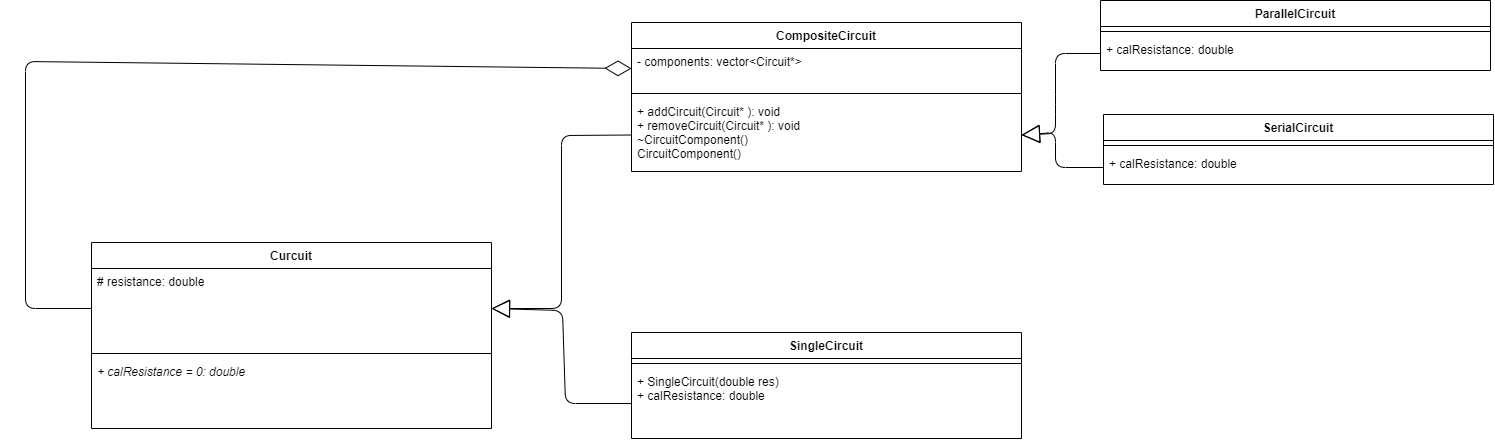 CompositeCircuit
- components: vector<Circuit*>
+ addCircuit(Circuit* ): void
+ removeCircuit(Circuit* ): void
~CircuitComponent()
CircuitComponent()
ParallelCircuit
+ calResistance: double
SerialCircuit
+ calResistance: double
Curcuit
# resistance: double
+ calResistance = 0: double
SingleCircuit
+ SingleCircuit(double res)
+ calResistance: double